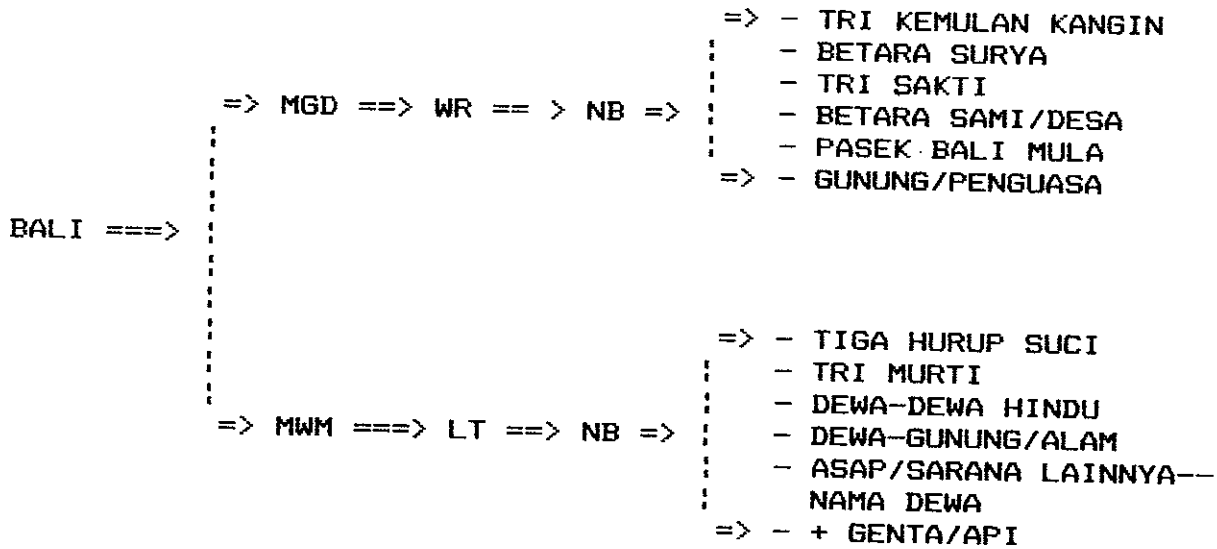 => - TRI KEMULAN KANGIN
- BETARA SURYA
- TRI SAKTI
=> MGD ==> WR == > NB =>
- BETARA SAMI/DESA
- PASEK BALI MULA
=> - GUNUNG/PENGUASA
BALI ===>
=> - TIGA HURUP SUCI
- TRI MURTI
- DEWA-DEWA HINDU
=> MWM ===> LT ==> NB =>
- DEWA-GUNUNG/ALAM
- ASAP/SARANA LAINNYA--
NAMA DEWA
=> - + GENTA/API